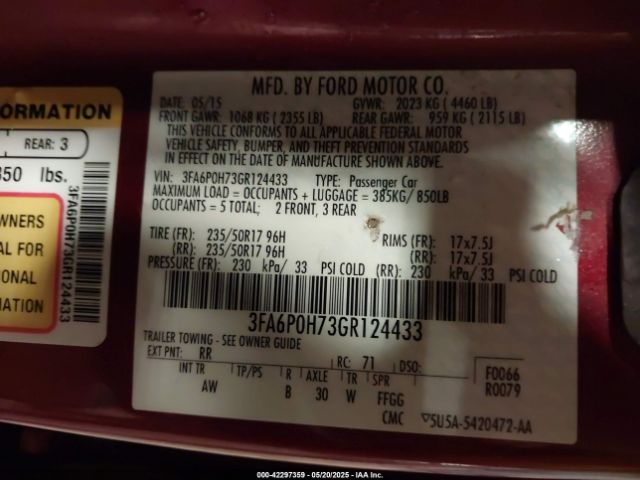 ORMATION
REAR: 3
850 lbs.
3FA6P0H73GR124433
WNERS
AL FOR
IONAL
MATION
MFD. BY FORD MOTOR CO.
DATE: 05/15 GVWR: 2023 KG ( 4460 LB)
FRONT GAWR: 1068 KG ( 2355 LB) REAR GAWR: 959 KG ( 2115 LB)
THIS VEHICLE CONFORMS TO ALL APPLICABLE FEDERAL MOTOR
VEHICLE SAFETY, BUMPER, AND THEFT PREVENTION STANDARDS
IN EFFECT ON THE DATE OF MANUFACTURE SHOWN ABOVE.
VIN: 3FA6P0H73GR124433 TYPE: Passenger Car
MAXIMUM LOAD = OCCUPANTS + LUGGAGE = 385KG/ 850LB
OCCUPANTS = 5 TOTAL; 2 FRONT, 3 REAR
TIRE (FR): 235/50R17 96H RIMS (FR): 17x7.5J
(RR): 235/50R17 96H (RR): 17x7.5J
PRESSURE (FR): 230 kPa/ 33 PSI COLD (RR): 230 kPa/ 33 PSI COLD
3FA6P0H73GR124433
TRAILER TOWING - SEE OWNER GUIDE
EXT PNT: RR RC: 71 DSO: F0066
INT TR TP/PS R AXLE TR SPR R0079
AW B 30 W FFGG
CMC 5U5A-5420472-AA
000-42297359 — 05/20/2025 — IAA Inc.